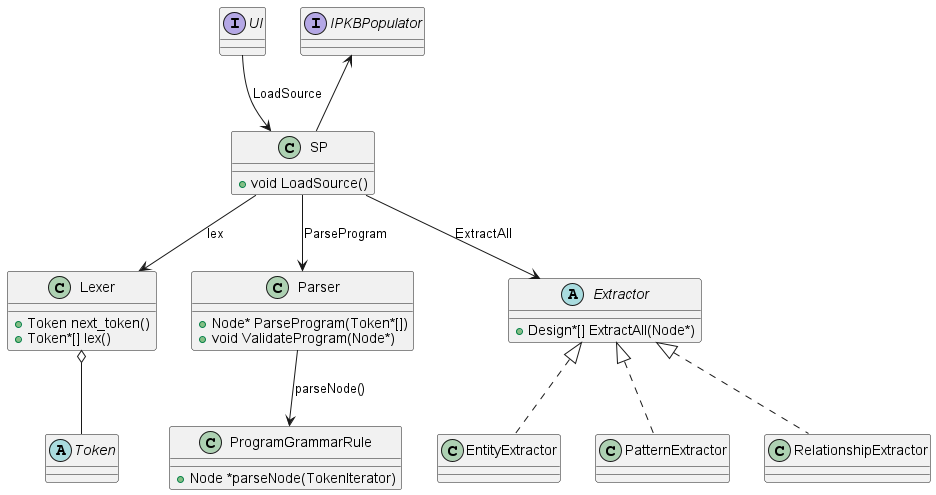 I UI
I IPKBPopulator
LoadSource
C SP
void LoadSource()
lex
ParseProgram
ExtractAll
C Lexer
Token next_token()
Token*[] lex()
C Parser
Node* ParseProgram(Token*[])
void ValidateProgram(Node*)
A Extractor
Design*[] ExtractAll(Node*)
parseNode()
A Token
C ProgramGrammarRule
Node *parseNode(TokenIterator)
C EntityExtractor
C PatternExtractor
C RelationshipExtractor